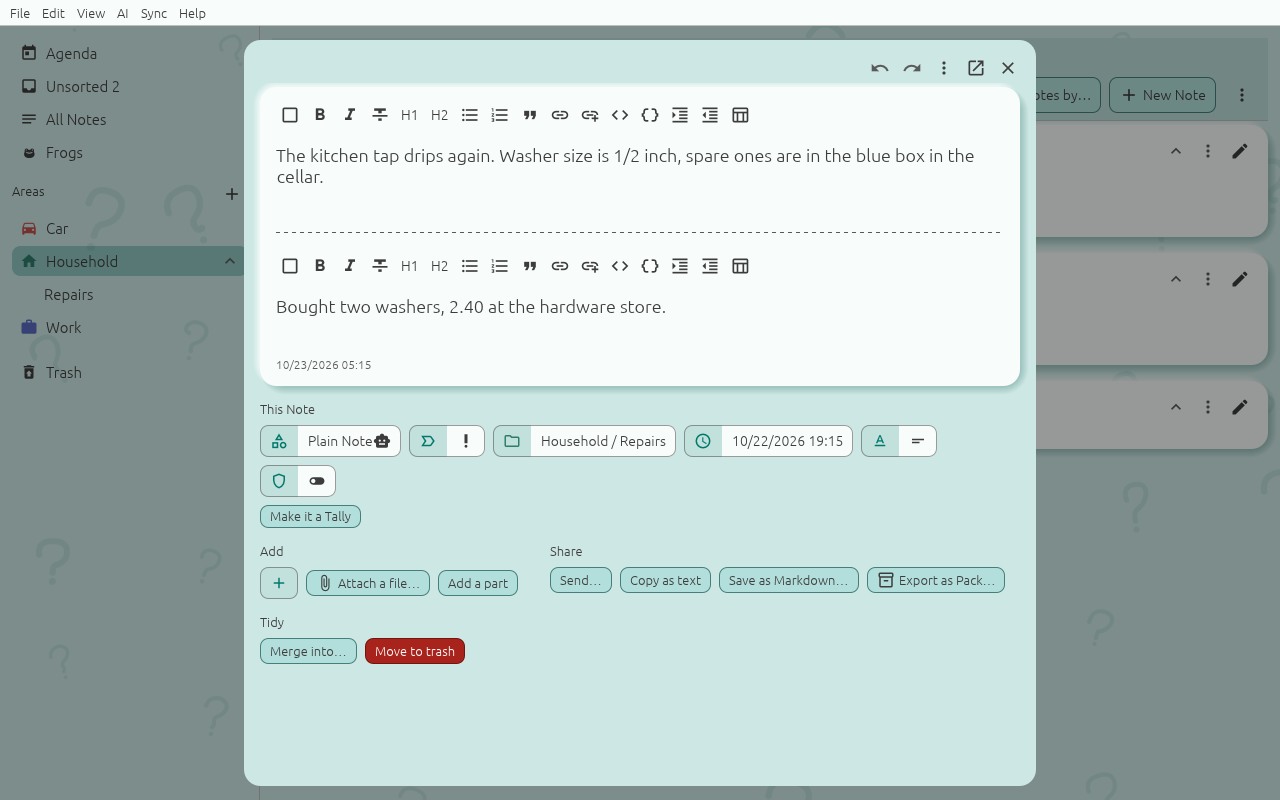 File Edit View AI Sync Help
Agenda
Unsorted 2
All Notes
Frogs
Areas
Car
Household
Repairs
Work
Trash
otes by...
New Note
B I H1 H2
The kitchen tap drips again. Washer size is 1/2 inch, spare ones are in the blue box in the
cellar.
B I H1 H2
Bought two washers, 2.40 at the hardware store.
10/23/2026 05:15
This Note
Plain Note
Household / Repairs
10/22/2026 19:15
Make it a Tally
Add
Attach a file...
Add a part
Share
Send...
Copy as text
Save as Markdown...
Export as Pack...
Tidy
Merge into...
Move to trash